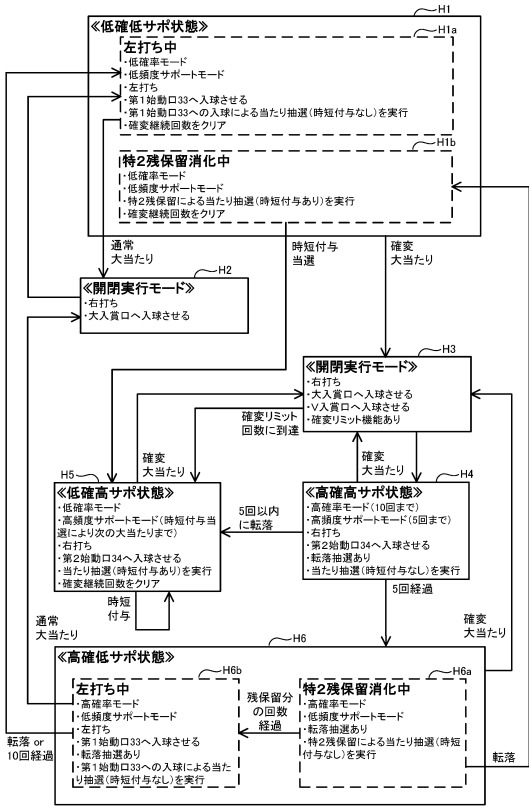 H1
≪低確低サポ状態≫
H1a
左打ち中
・低確率モード
・低頻度サポートモード
・左打ち
・第1始動口33へ入球させる
・第1始動口33への入球による当たり抽選(時短付与なし)を実行
・確変継続回数をクリア
H1b
特2残保留消化中
・低確率モード
・低頻度サポートモード
・特2残保留による当たり抽選(時短付与あり)を実行
・確変継続回数をクリア
通常
大当たり
時短付与
当選
確変
大当たり
H2
≪開閉実行モード≫
・右打ち
・大入賞口へ入球させる
H3
≪開閉実行モード≫
・右打ち
・大入賞口へ入球させる
・V入賞口へ入球させる
・確変リミット機能あり
確変リミット
回数に到達
確変
大当たり
確変
大当たり
H5
≪低確高サポ状態≫
・低確率モード
・高頻度サポートモード(時短付与当
選により次の大当たりまで)
・右打ち
・第2始動口34へ入球させる
・当たり抽選(時短付与あり)を実行
・確変継続回数をクリア
5回以内
に転落
H4
≪高確高サポ状態≫
・高確率モード(10回まで)
・高頻度サポートモード(5回まで)
・右打ち
・第2始動口34へ入球させる
・転落抽選あり
・当たり抽選(時短付与なし)を実行
時短
付与
5回経過
通常
大当たり
確変
大当たり
H6
≪高確低サポ状態≫
H6b
左打ち中
・高確率モード
・低頻度サポートモード
・左打ち
・第1始動口33へ入球させる
・転落抽選あり
・第1始動口33への入球による当た
り抽選(時短付与なし)を実行
残保留分
の回数
経過
H6a
特2残保留消化中
・高確率モード
・低頻度サポートモード
・転落抽選あり
・特2残保留による当たり抽選(時短
付与なし)を実行
転落 or
10回経過
転落